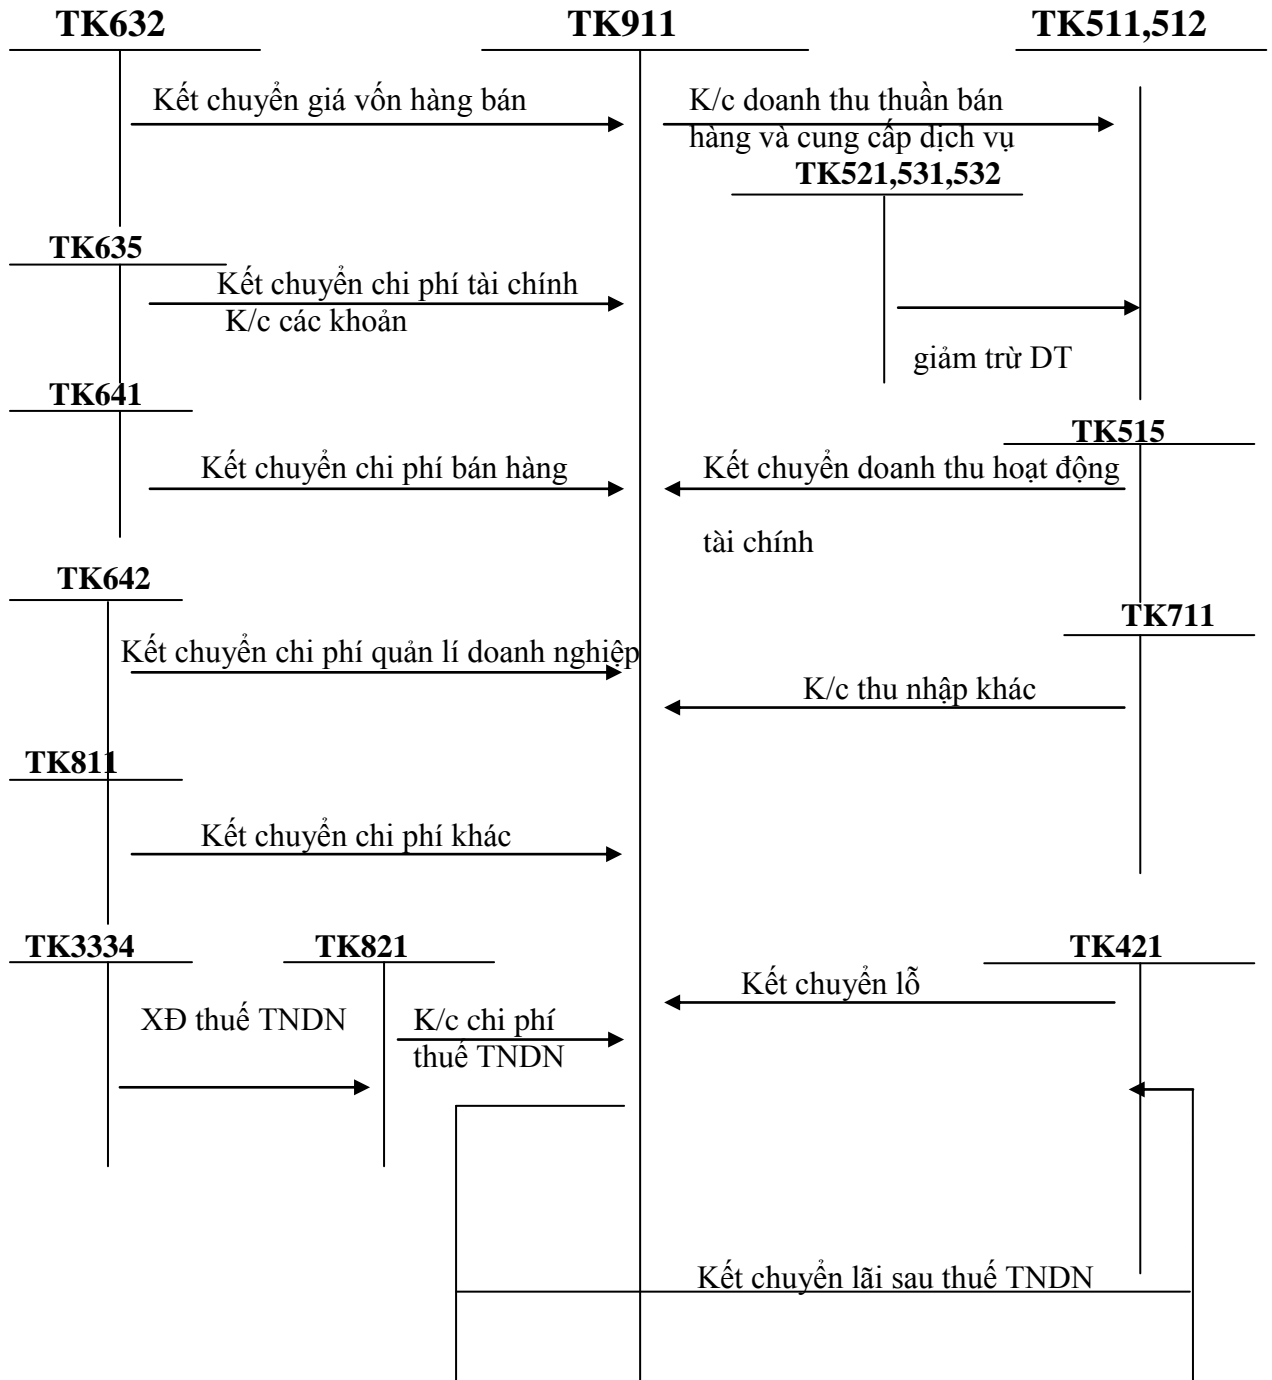 TK632
TK911
TK511,512
Kết chuyển giá vốn hàng bán
K/c doanh thu thuần bán
hàng và cung cấp dịch vụ
TK521,531,532
TK635
Kết chuyển chi phí tài chính
K/c các khoản
giảm trừ DT
TK641
TK515
Kết chuyển chi phí bán hàng
Kết chuyển doanh thu hoạt động
tài chính
TK642
TK711
Kết chuyển chi phí quản lí doanh nghiệp
K/c thu nhập khác
TK811
Kết chuyển chi phí khác
TK3334
TK821
TK421
Kết chuyển lỗ
XĐ thuế TNDN
K/c chi phí
thuế TNDN
Kết chuyển lãi sau thuế TNDN